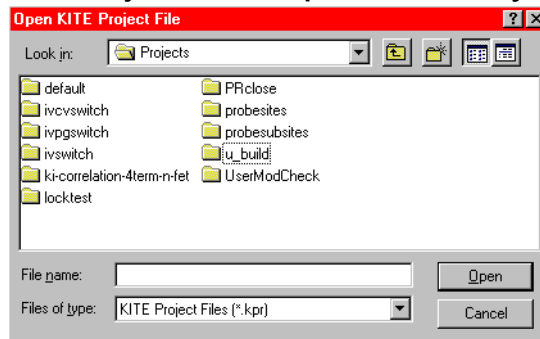 Open KITE Project File
Look in: Projects
default
ivcvswitch
ivpgswitch
ivswitch
ki-correlation-4term-n-fet
locktest
PRclose
probesites
probesubsites
u_build
UserModCheck
File name:
Open
Files of type: KITE Project Files (*.kpr)
Cancel